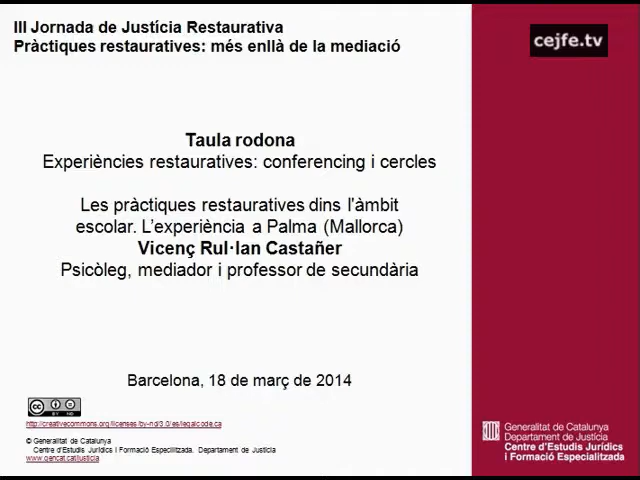 III Jornada de Justícia Restaurativa
Pràctiques restauratives: més enllà de la mediació
cejfe.tv
Taula rodona
Experiències restauratives: conferencing i cercles
Les pràctiques restauratives dins l'àmbit
escolar. L'experiència a Palma (Mallorca)
Vicenç Rul·lan Castañer
Psicòleg, mediador i professor de secundària
Barcelona, 18 de març de 2014
cc
BY ND
http://creativecommons.org/licenses/by-nd/3.0/es/legalcode.ca
© Generalitat de Catalunya
Centre d'Estudis Jurídics i Formació Especialitzada. Departament de Justícia
www.gencat.cat/justicia
Generalitat de Catalunya
Departament de Justícia
Centre d'Estudis Jurídics
i Formació Especialitzada